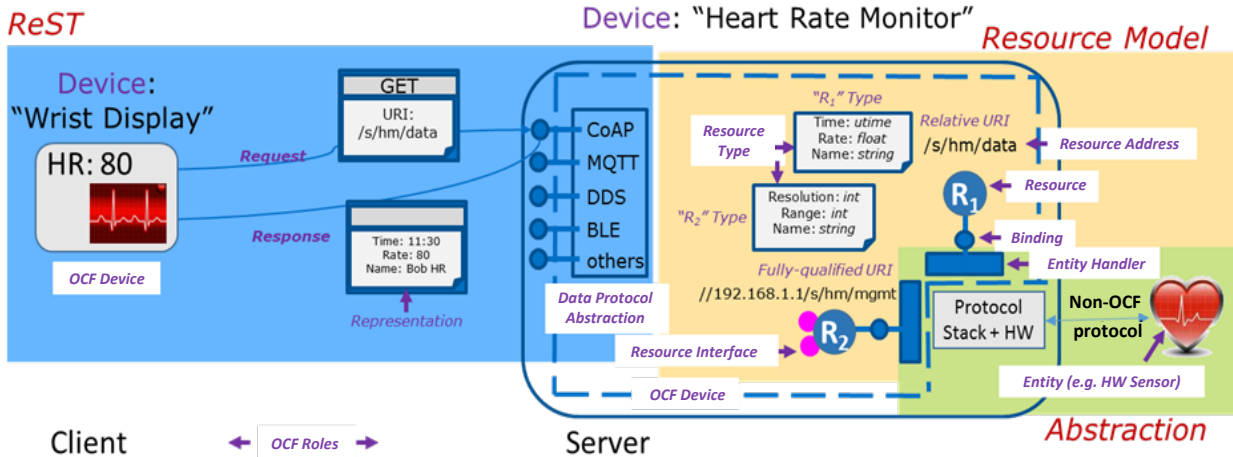 ReST
Device: “Heart Rate Monitor”
Resource Model
Device:
“Wrist Display”
HR: 80
OCF Device
Request
GET
URI:
/s/hm/data
Response
Time: 11:30
Rate: 80
Name: Bob HR
Representation
CoAP
MQTT
DDS
BLE
others
Data Protocol
Abstraction
“R1” Type
Time: utime
Rate: float
Name: string
Resource
Type
“R2” Type
Resolution: int
Range: int
Name: string
Relative URI
/s/hm/data
Resource Address
R1
Resource
Binding
Entity Handler
Fully-qualified URI
//192.168.1.1/s/hm/mgmt
R2
Resource Interface
OCF Device
Protocol
Stack + HW
Non-OCF
protocol
Entity (e.g. HW Sensor)
Abstraction
Client
OCF Roles
Server